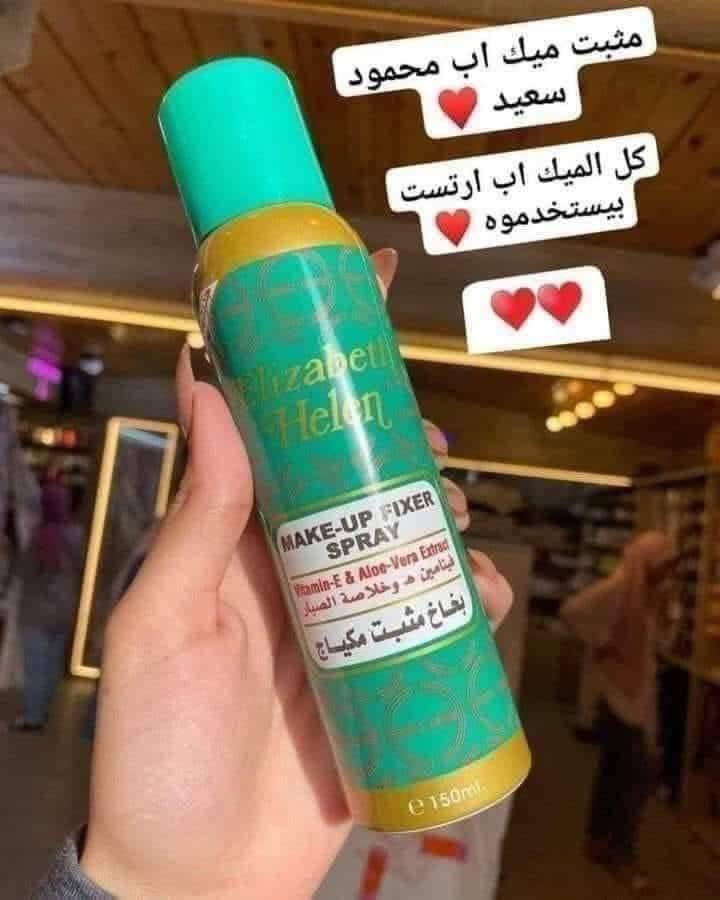 مثبت ميك اب محمود
سعيد ♥️
كل الميك اب ارتست
بيستخدموه ♥️
♥️♥️
Elizabeth
Helen
MAKE-UP FIXER
SPRAY
Vitamin-E & Aloe-Vera Extract
فيتامين هـ وخلاصة الصبار
بخاخ مثبت مكياج
e 150ml.